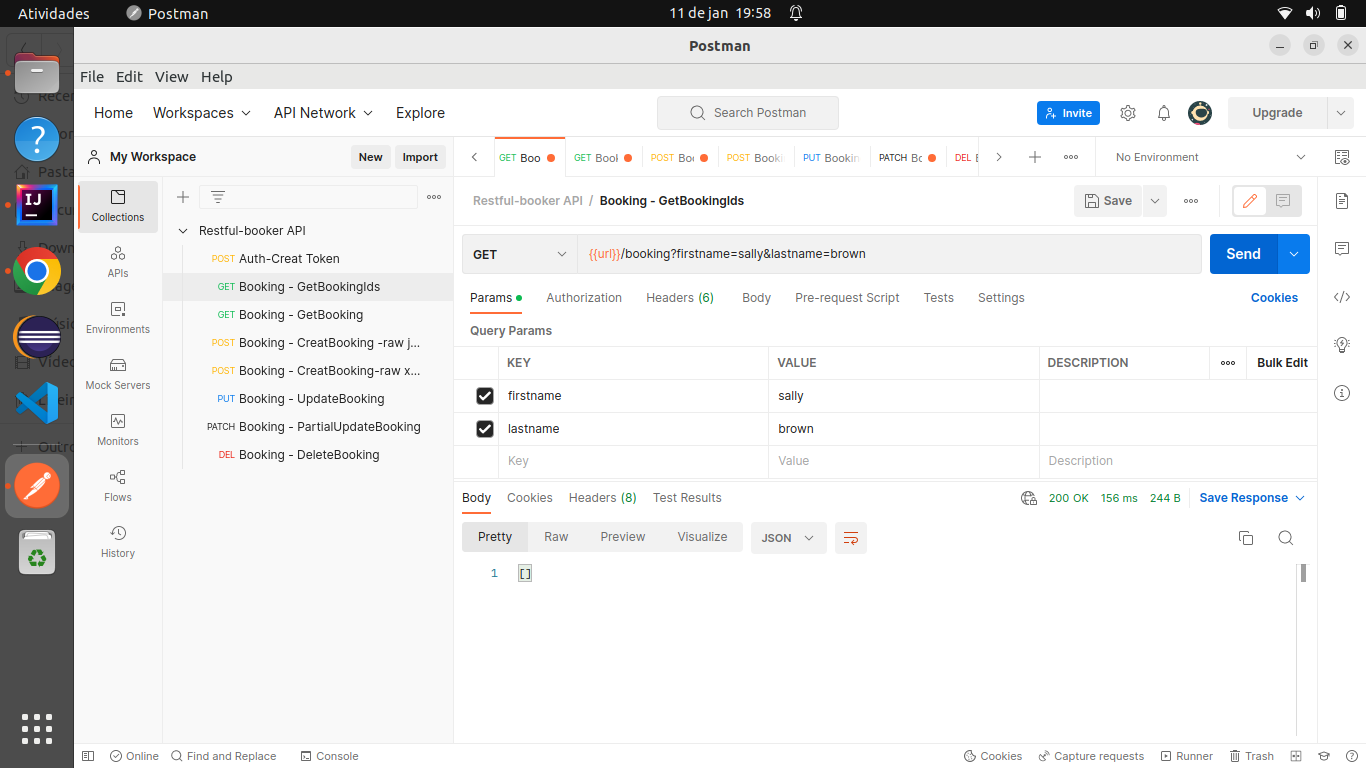 Atividades Postman 11 de jan 19:58
Postman
File Edit View Help
Home Workspaces API Network Explore Search Postman Invite Upgrade
My Workspace New Import GET Boo GET Book POST Boo POST Booki PUT Bookin PATCH Bo DEL No Environment
Collections
APIs
Environments
Mock Servers
Monitors
Flows
History
Restful-booker API
POST Auth-Creat Token
GET Booking - GetBookingIds
GET Booking - GetBooking
POST Booking - CreatBooking -raw j...
POST Booking - CreatBooking-raw x...
PUT Booking - UpdateBooking
PATCH Booking - PartialUpdateBooking
DEL Booking - DeleteBooking
Restful-booker API / Booking - GetBookingIds Save
GET {{url}}/booking?firstname=sally&lastname=brown Send
Params Authorization Headers (6) Body Pre-request Script Tests Settings Cookies
Query Params
KEY VALUE DESCRIPTION Bulk Edit
firstname sally
lastname brown
Key Value Description
Body Cookies Headers (8) Test Results 200 OK 156 ms 244 B Save Response
Pretty Raw Preview Visualize JSON
1 []
Online Find and Replace Console Cookies Capture requests Runner Trash